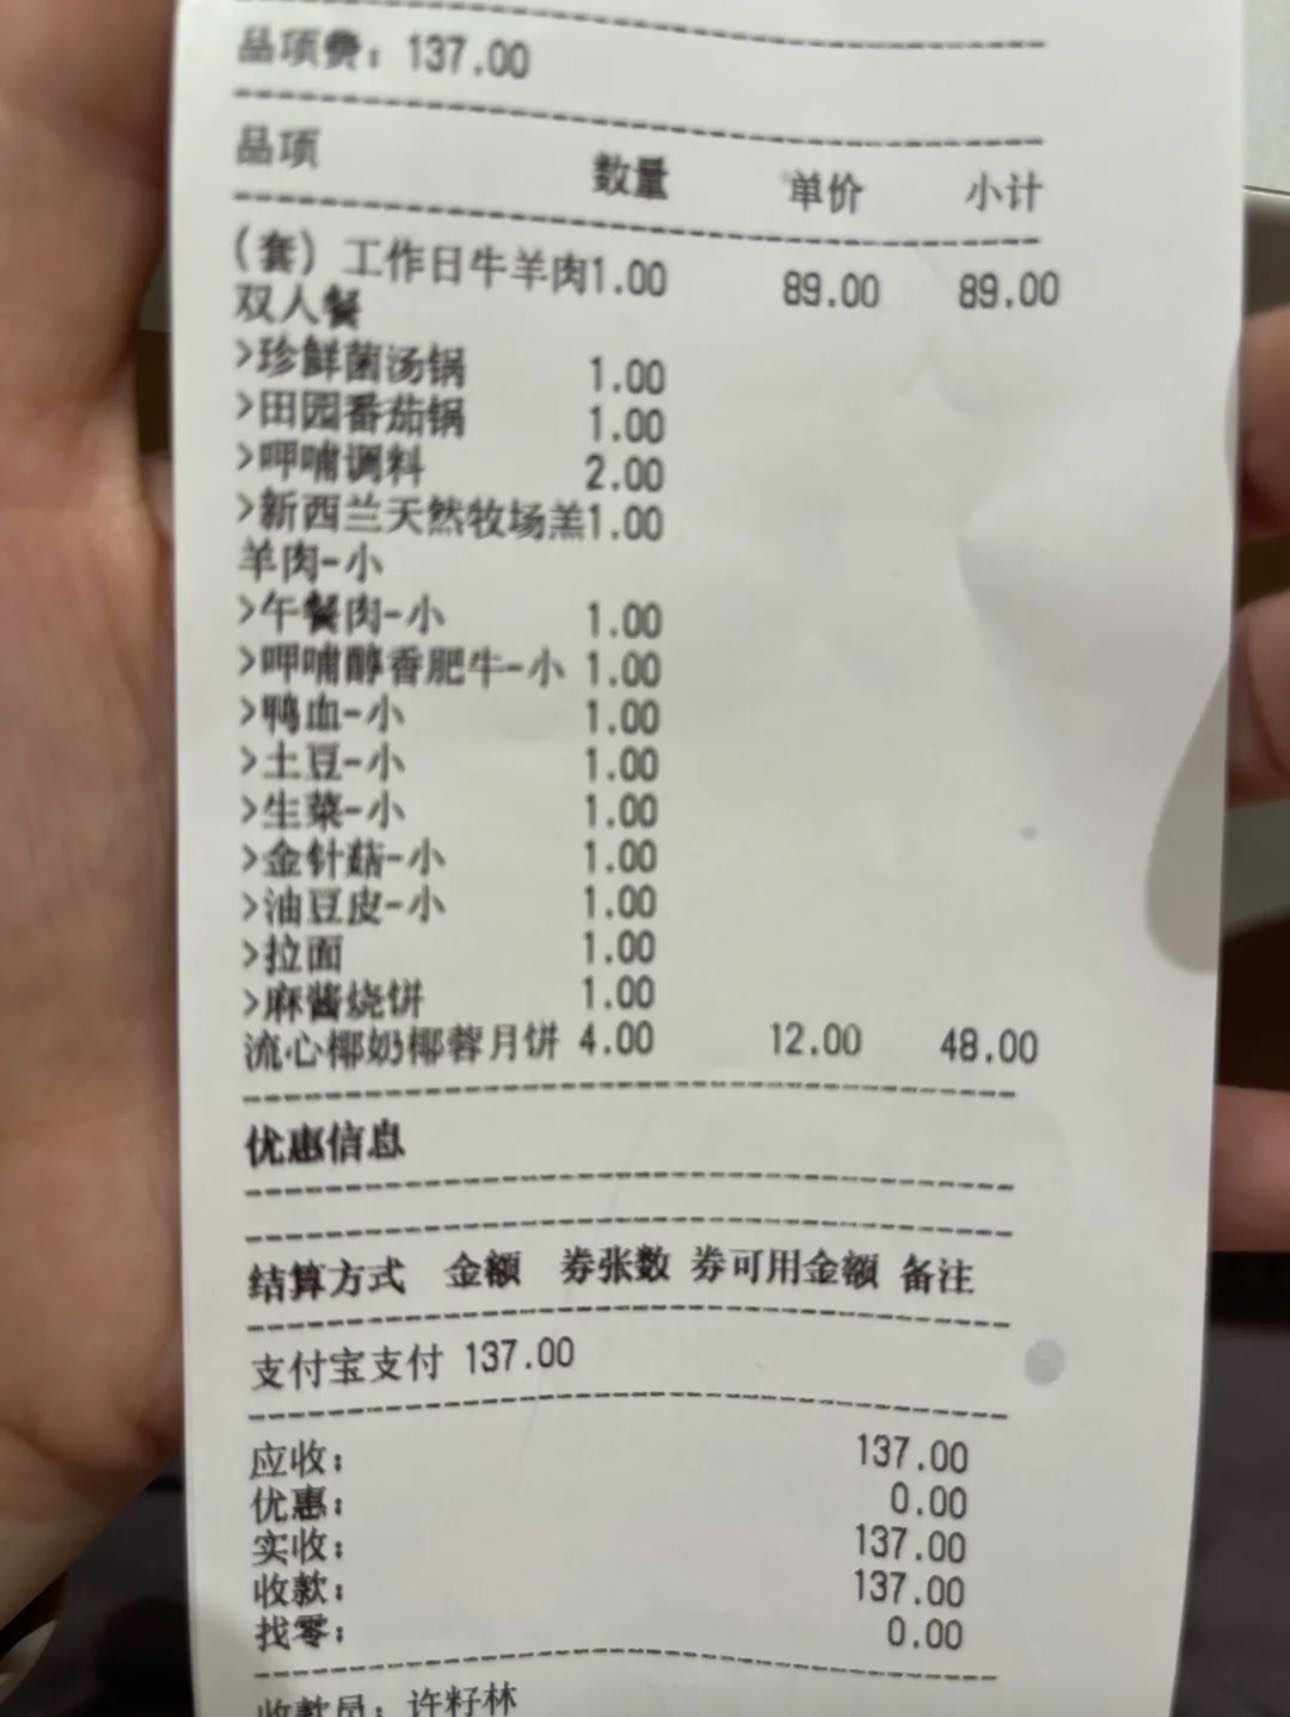 品项费：137.00
品项 数量 单价 小计
(套) 工作日牛羊肉1.00 89.00 89.00
双人餐
>珍鲜菌汤锅 1.00
>田园番茄锅 1.00
>呷哺调料 2.00
>新西兰天然牧场羔1.00
羊肉-小
>午餐肉-小 1.00
>呷哺醇香肥牛-小 1.00
>鸭血-小 1.00
>土豆-小 1.00
>生菜-小 1.00
>金针菇-小 1.00
>油豆皮-小 1.00
>拉面 1.00
>麻酱烧饼 1.00
流心椰奶椰蓉月饼 4.00 12.00 48.00
优惠信息
结算方式 金额 券张数 券可用金额 备注
支付宝支付 137.00
应收： 137.00
优惠： 0.00
实收： 137.00
收款： 137.00
找零： 0.00
收款员：许籽林